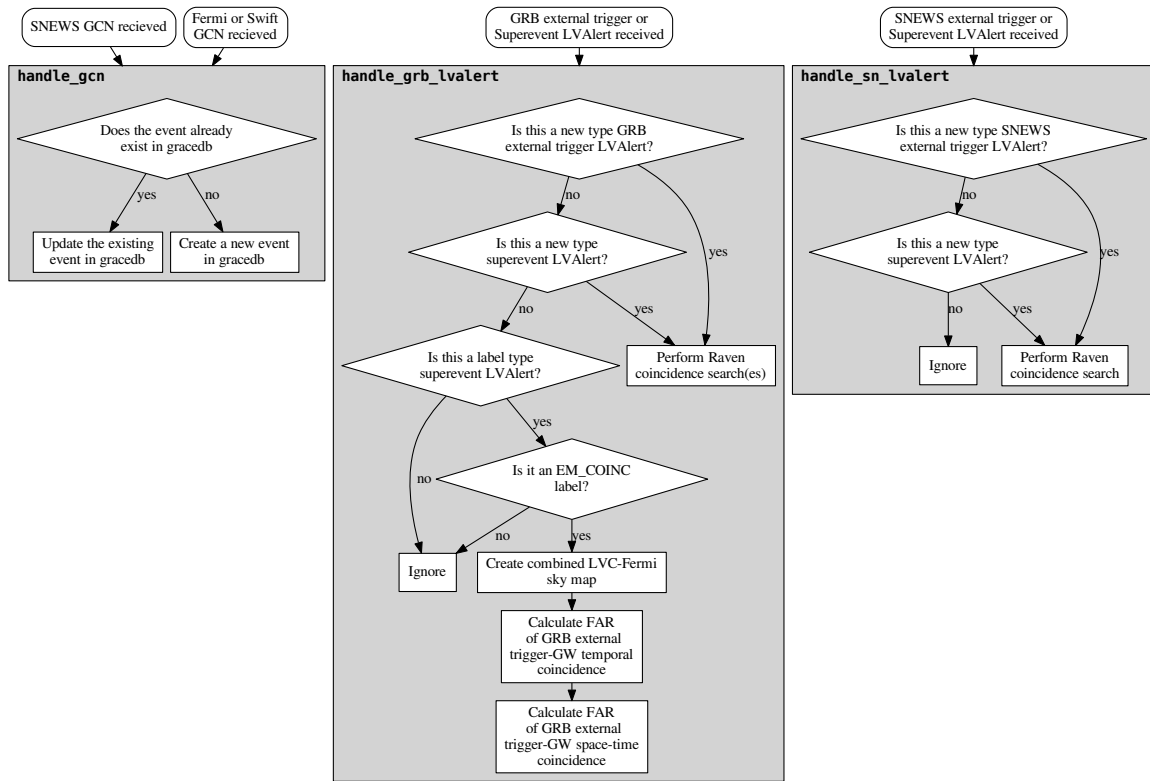 SNEWS GCN recieved
Fermi or Swift
GCN recieved
handle_gcn
Does the event already
exist in gracedb
yes
no
Update the existing
event in gracedb
Create a new event
in gracedb
GRB external trigger or
Superevent LVAlert received
handle_grb_lvalert
Is this a new type GRB
external trigger LVAlert?
no
yes
Is this a new type
superevent LVAlert?
no
yes
Is this a label type
superevent LVAlert?
Perform Raven
coincidence search(es)
yes
no
Is it an EM_COINC
label?
no
yes
Ignore
Create combined LVC-Fermi
sky map
Calculate FAR
of GRB external
trigger-GW temporal
coincidence
Calculate FAR
of GRB external
trigger-GW space-time
coincidence
SNEWS external trigger or
Superevent LVAlert received
handle_sn_lvalert
Is this a new type SNEWS
external trigger LVAlert?
no
yes
Is this a new type
superevent LVAlert?
no
yes
Ignore
Perform Raven
coincidence search